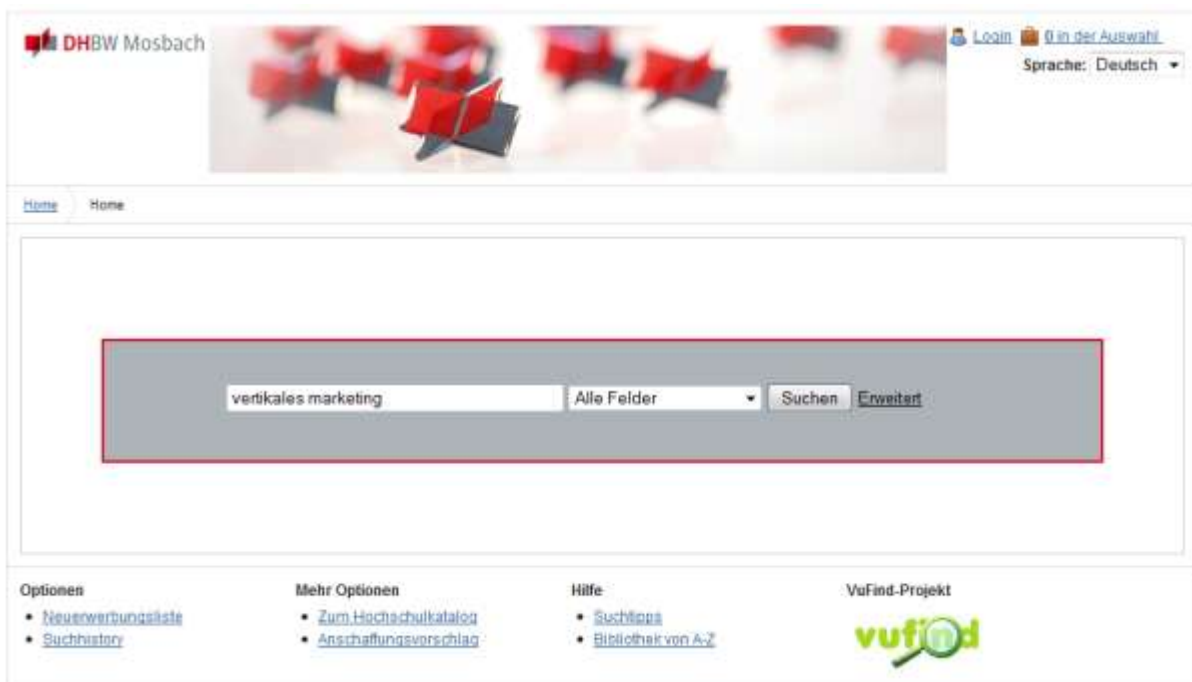 DHBW Mosbach
Login 0 in der Auswahl
Sprache: Deutsch
Home Home
vertikales marketing Alle Felder Suchen Erweitert
Optionen Mehr Optionen Hilfe VuFind-Projekt
Neuerwerbungsliste Zum Hochschulkatalog Suchtipps
Suchhistory Anschaffungsvorschlag Bibliothek von A-Z
vufind